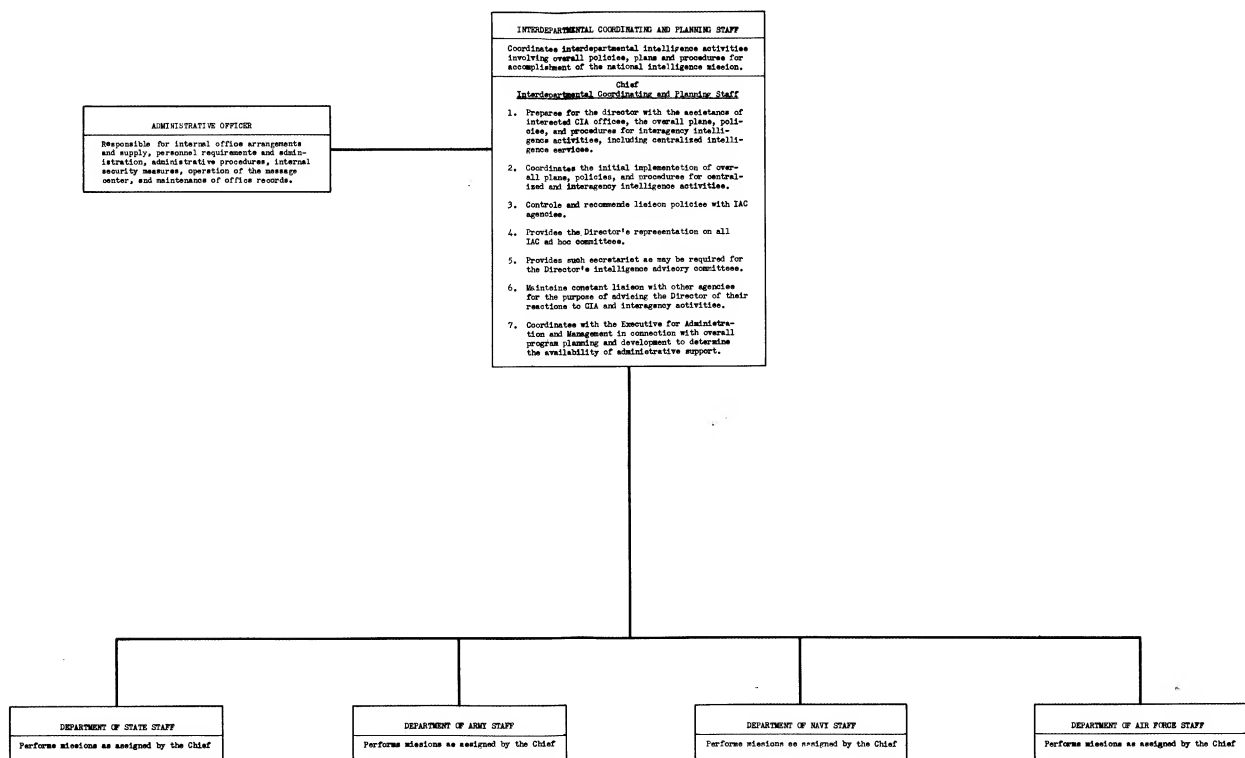 INTERDEPARTMENTAL COORDINATING AND PLANNING STAFF
Coordinates interdepartmental intelligence activities
involving overall policies, plans and procedures for
accomplishment of the national intelligence mission.
Chief
Interdepartmental Coordinating and Planning Staff
1. Prepares for the director with the assistance of
interested CIA offices, the overall plans, poli-
cies, and procedures for interagency intelli-
gence activities, including centralized intelli-
gence services.
2. Coordinates the initial implementation of over-
all plans, policies, and procedures for central-
ized and interagency intelligence activities.
3. Controls and recommends liaison policies with IAC
agencies.
4. Provides the Director's representation on all
IAC ad hoc committees.
5. Provides such secretariat as may be required for
the Director's intelligence advisory committees.
6. Maintains constant liaison with other agencies
for the purpose of advising the Director of their
reactions to CIA and interagency activities.
7. Coordinates with the Executive for Administra-
tion and Management in connection with overall
program planning and development to determine
the availability of administrative support.
ADMINISTRATIVE OFFICER
Responsible for internal office arrangements
and supply, personnel requirements and admin-
istration, administrative procedures, internal
security measures, operation of the message
center, and maintenance of office records.
DEPARTMENT OF STATE STAFF
Performs missions as assigned by the Chief
DEPARTMENT OF ARMY STAFF
Performs missions as assigned by the Chief
DEPARTMENT OF NAVY STAFF
Performs missions as assigned by the Chief
DEPARTMENT OF AIR FORCE STAFF
Performs missions as assigned by the Chief